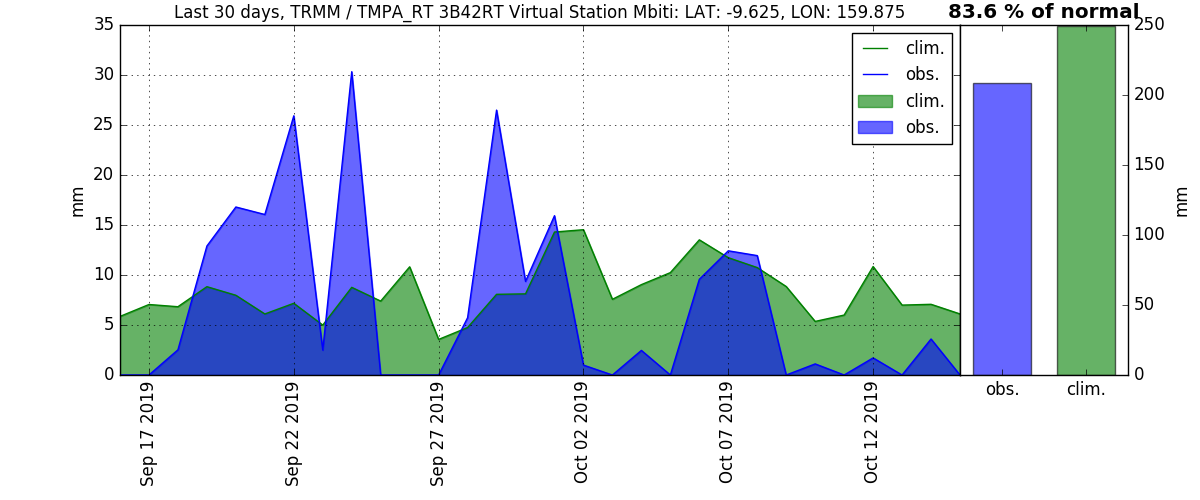 Last 30 days, TRMM / TMPA_RT 3B42RT Virtual Station Mbiti: LAT: -9.625, LON: 159.875
83.6 % of normal
35
30
25
20
15
10
5
0
mm
clim.
obs.
clim.
obs.
250
200
150
100
50
0
mm
obs.
clim.
Sep 17 2019
Sep 22 2019
Sep 27 2019
Oct 02 2019
Oct 07 2019
Oct 12 2019